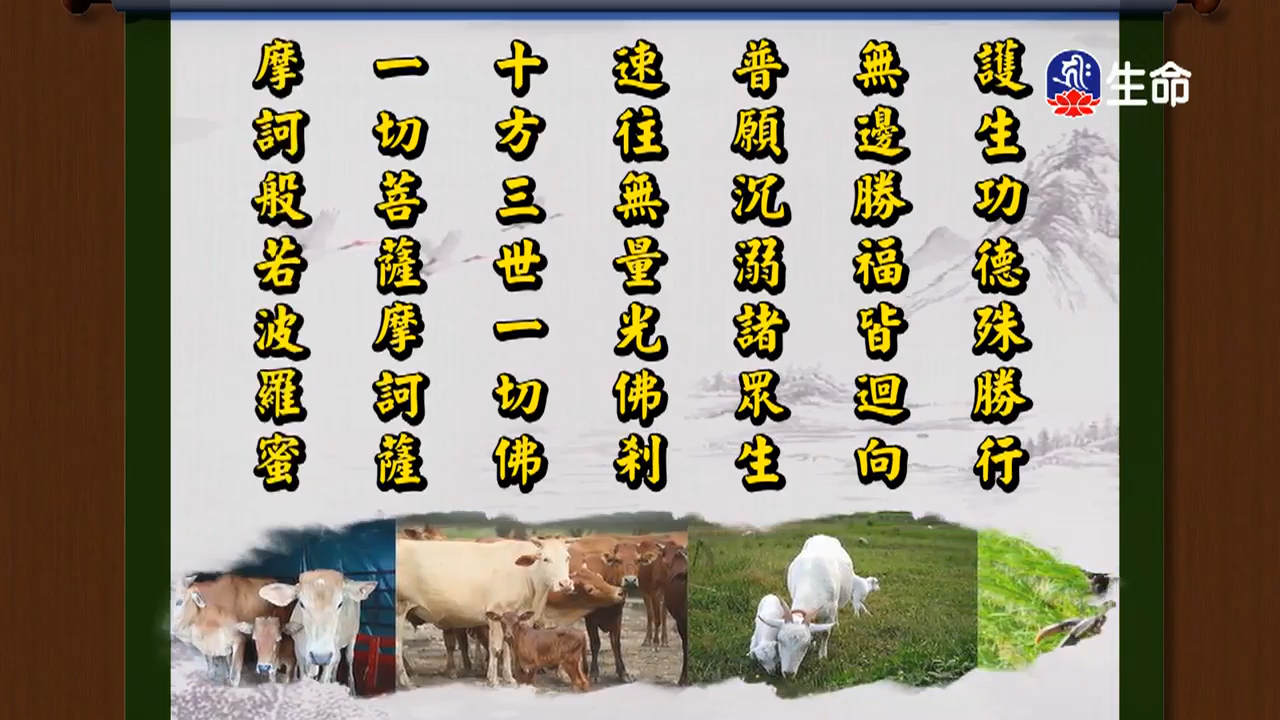 護生功德殊勝行
無邊勝福皆迴向
普願沉溺諸眾生
速往無量光佛剎
十方三世一切佛
一切菩薩摩訶薩
摩訶般若波羅蜜
生命